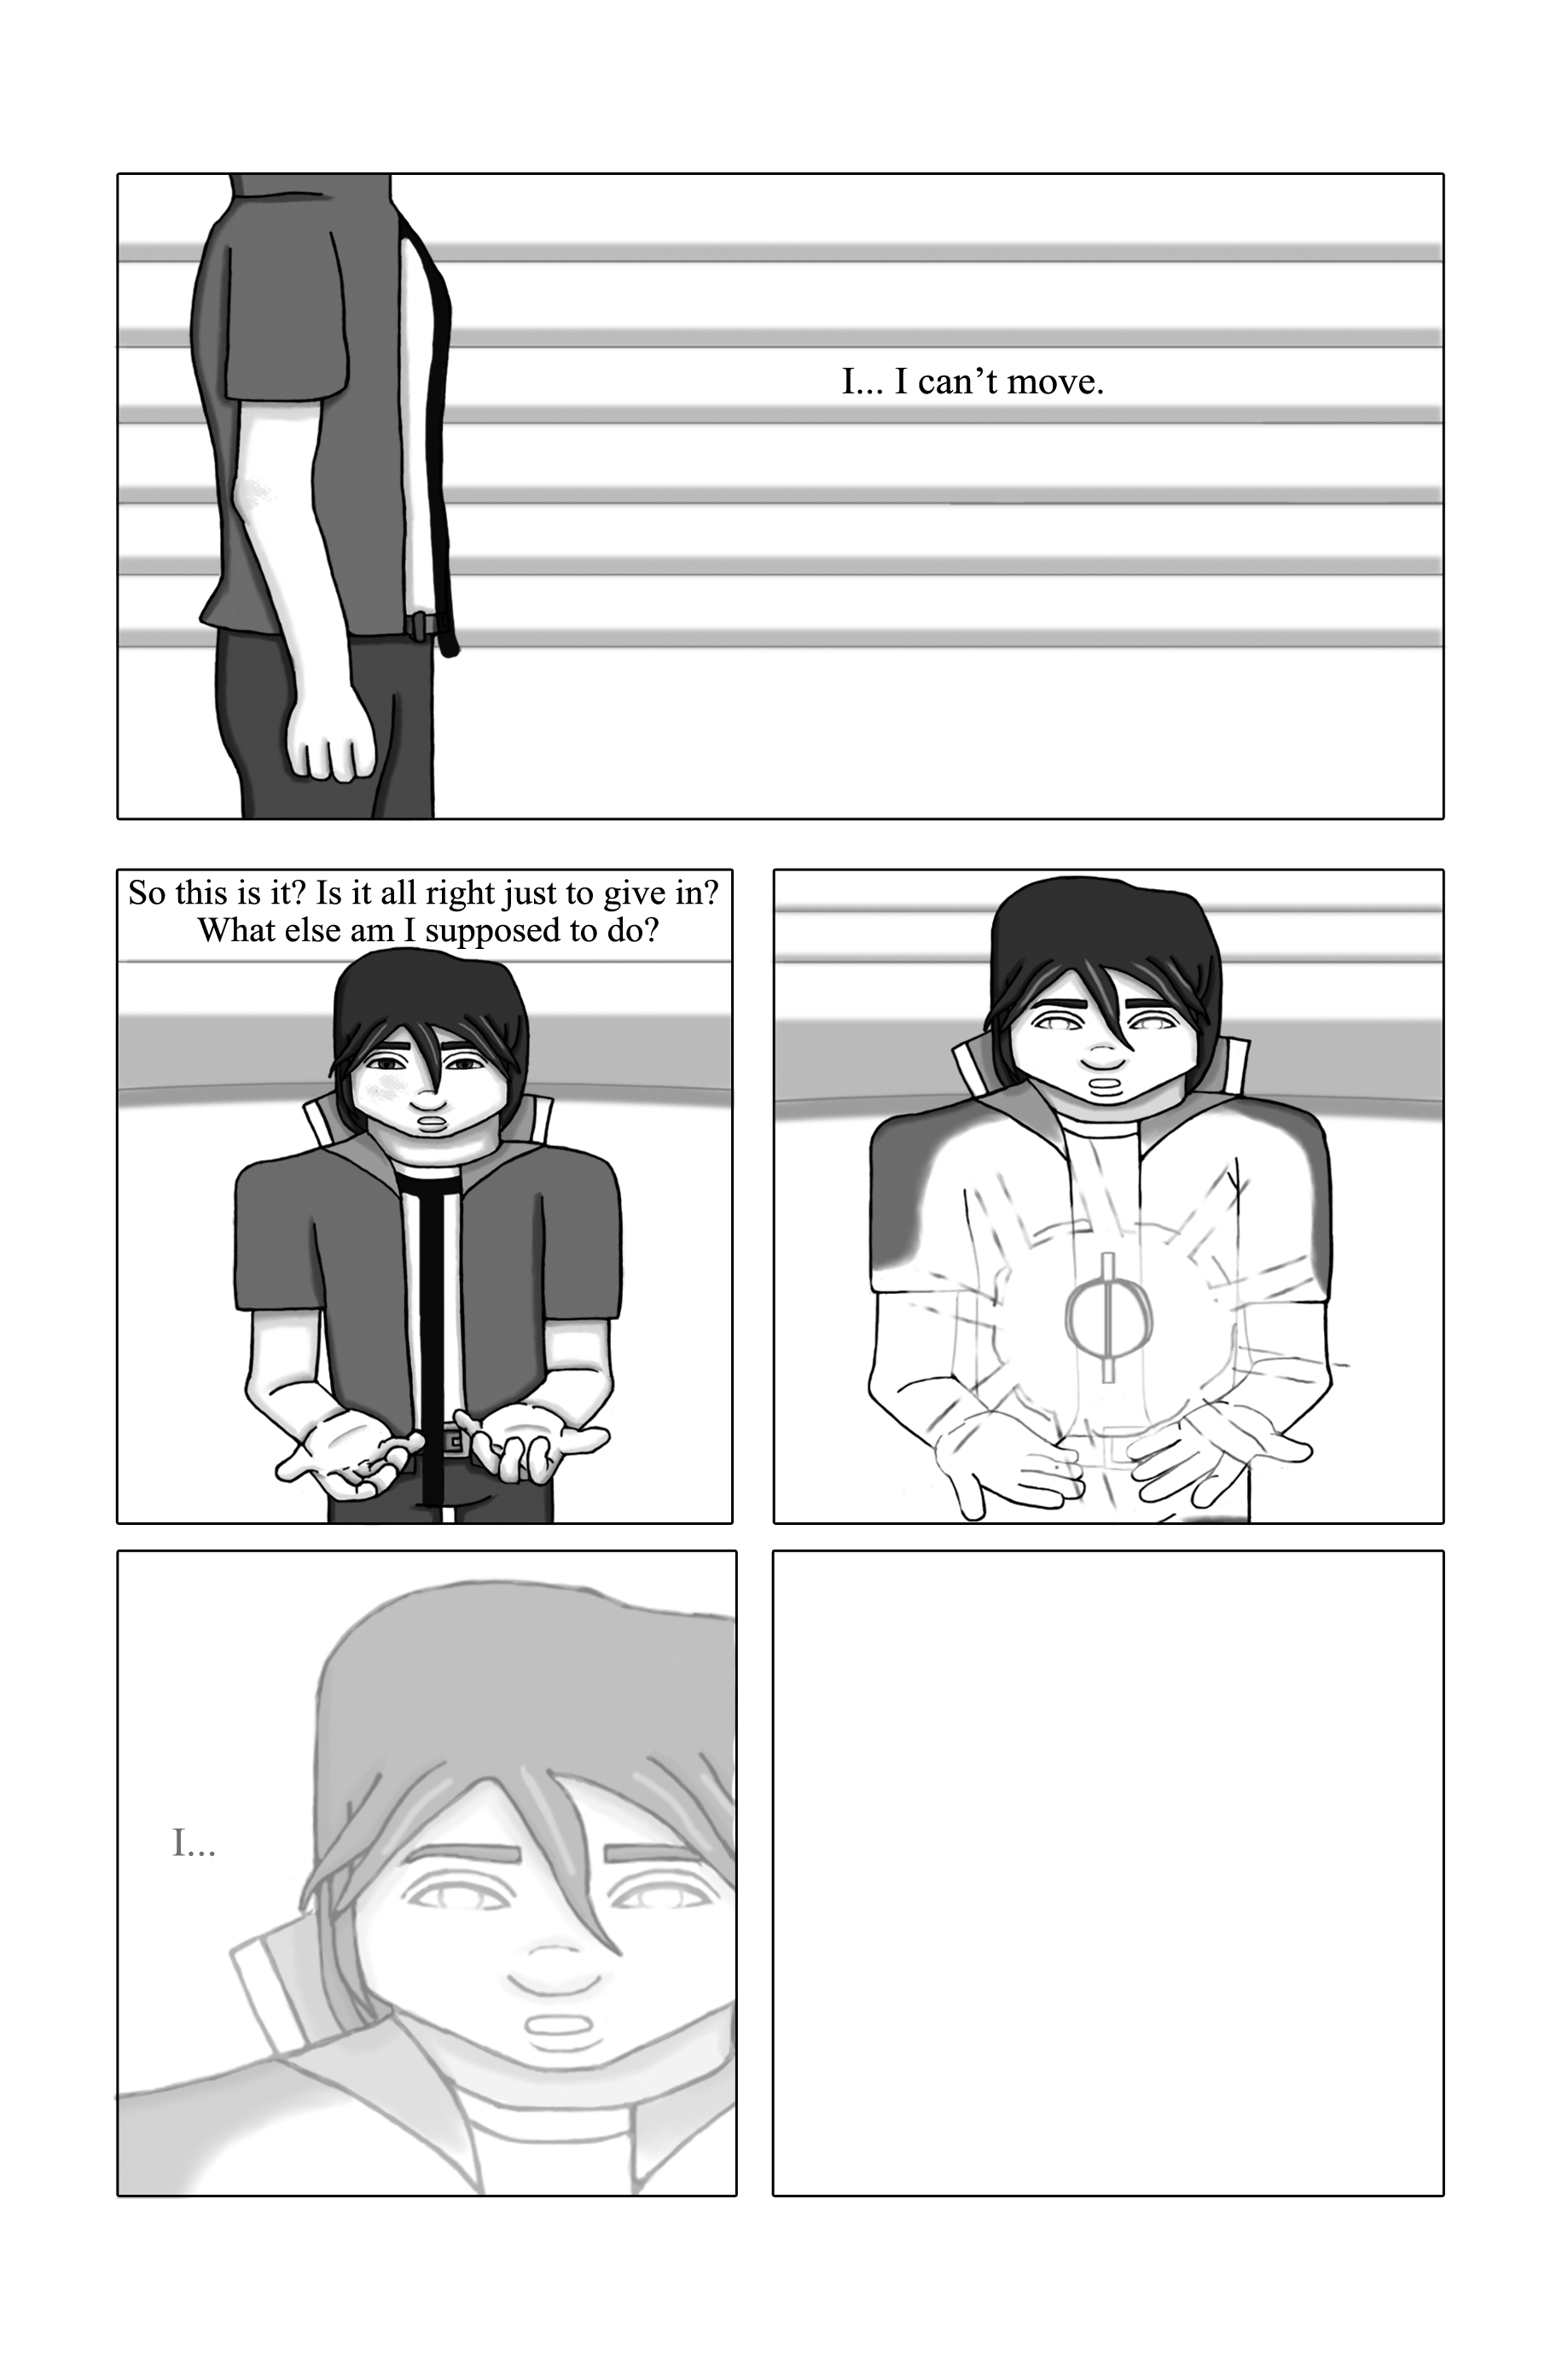 I... I can’t move.
So this is it? Is it all right just to give in?
What else am I supposed to do?
I...